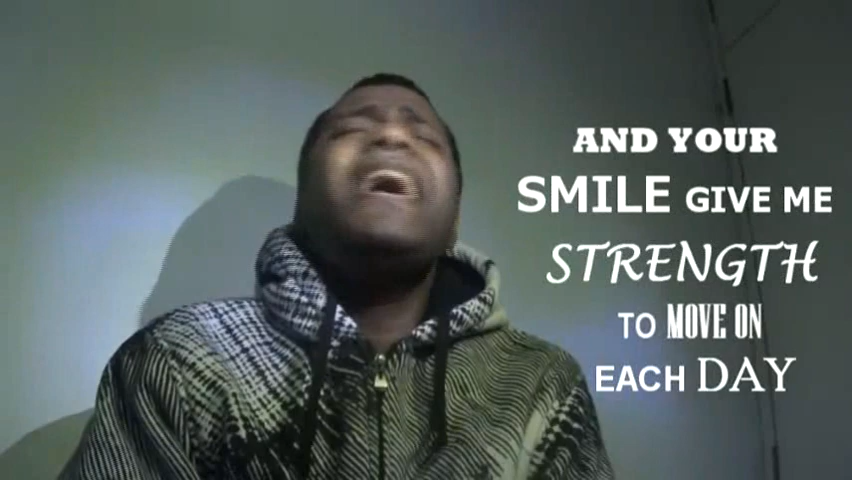 AND YOUR
SMILE GIVE ME
STRENGTH
TO MOVE ON
EACH DAY